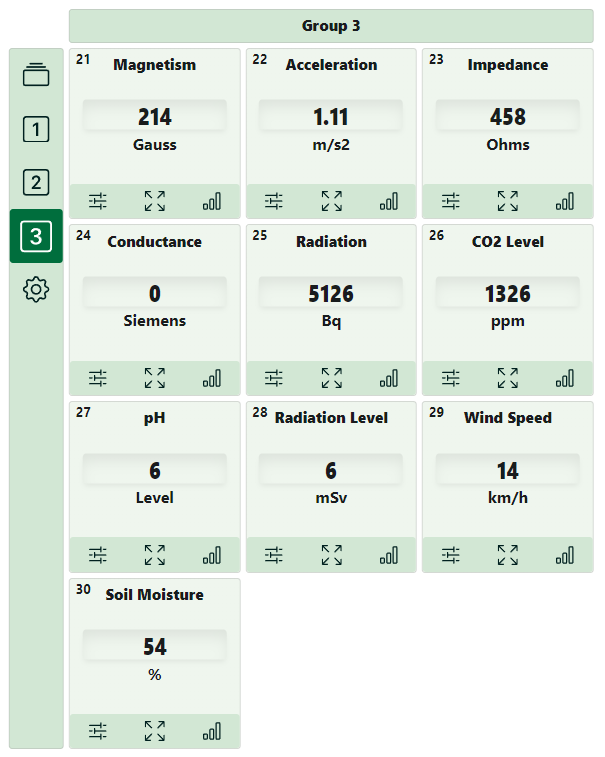 Group 3
1
2
3
21 Magnetism
214
Gauss
22 Acceleration
1.11
m/s2
23 Impedance
458
Ohms
24 Conductance
0
Siemens
25 Radiation
5126
Bq
26 CO2 Level
1326
ppm
27 pH
6
Level
28 Radiation Level
6
mSv
29 Wind Speed
14
km/h
30 Soil Moisture
54
%